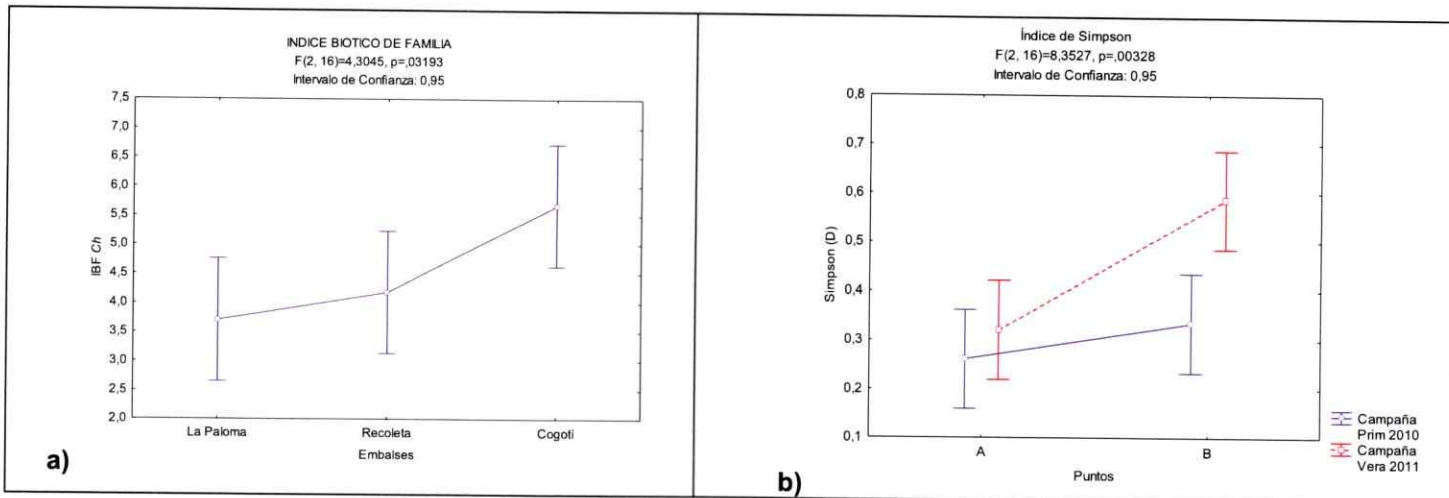 INDICE BIOTICO DE FAMILIA
F(2, 16)=4,3045, p=,03193
Intervalo de Confianza: 0,95
7,5
7,0
6,5
6,0
5,5
5,0
4,5
4,0
3,5
3,0
2,5
2,0
IBF Ch
La Paloma Recoleta Cogotí
Embalses
a)
Índice de Simpson
F(2, 16)=8,3527, p=,00328
Intervalo de Confianza: 0,95
0,8
0,7
0,6
0,5
0,4
0,3
0,2
0,1
Simpson (D)
A B
Puntos
Campaña
Prim 2010
Campaña
Vera 2011
b)